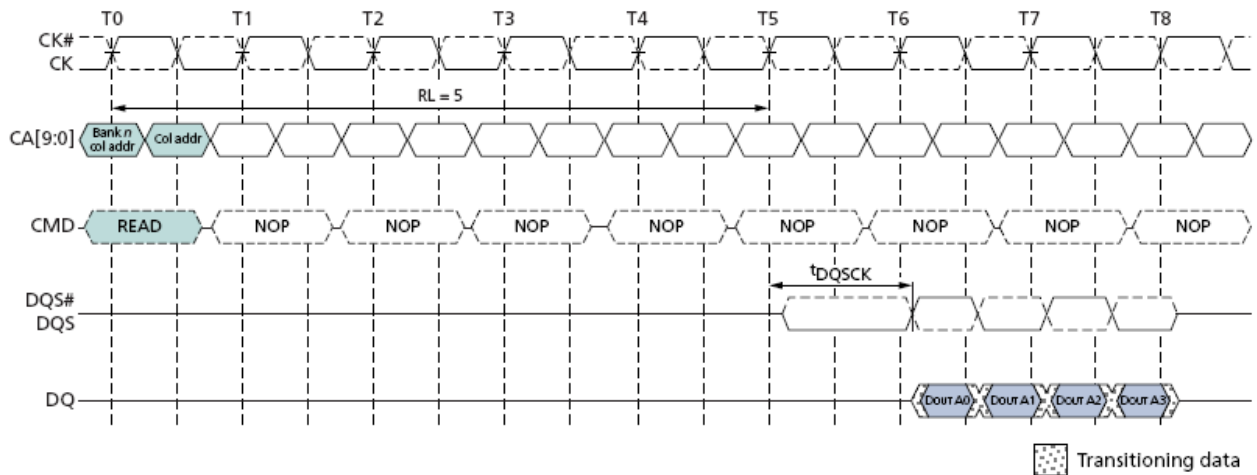 T0 T1 T2 T3 T4 T5 T6 T7 T8
CK#
CK
RL = 5
CA[9:0]
Bank n
col addr
Col addr
CMD
READ NOP NOP NOP NOP NOP NOP NOP NOP
tDQSCK
DQS#
DQS
DQ
DOUT A0 DOUT A1 DOUT A2 DOUT A3
Transitioning data